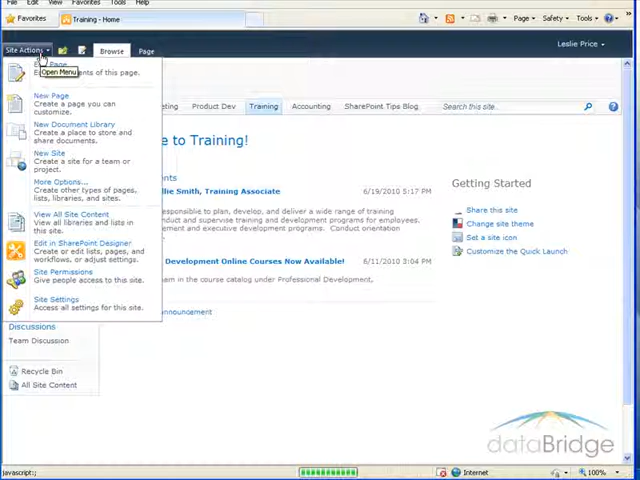 File Edit View Favorites Tools Help
Favorites Training - Home Page Safety Tools
Leslie Price
Site Actions Browse Page
Edit Page
Open Menu
of this page.
New Page
Create a page you can
customize.
New Document Library
Create a place to store and
share documents.
New Site
Create a site for a team or
project.
More Options...
Create other types of pages,
lists, libraries, and sites.
View All Site Content
View all libraries and lists in
this site.
Edit in SharePoint Designer
Create or edit lists, pages, and
workflows, or adjust settings.
Site Permissions
Give people access to this site.
Site Settings
Access all settings for this site.
Discussions
Team Discussion
Recycle Bin
All Site Content
eting Product Dev Training Accounting SharePoint Tips Blog Search this site...
e to Training!
ents
llie Smith, Training Associate 6/19/2010 5:17 PM
esponsible to plan, develop, and deliver a wide range of training
nduct and supervise training and development programs for employees.
ement and executive development programs. Conduct orientation
Development Online Courses Now Available! 6/11/2010 3:04 PM
em in the course catalog under Professional Development.
announcement
Getting Started
Share this site
Change site theme
Set a site icon
Customize the Quick Launch
dataBridge
javascript:; Internet 100%